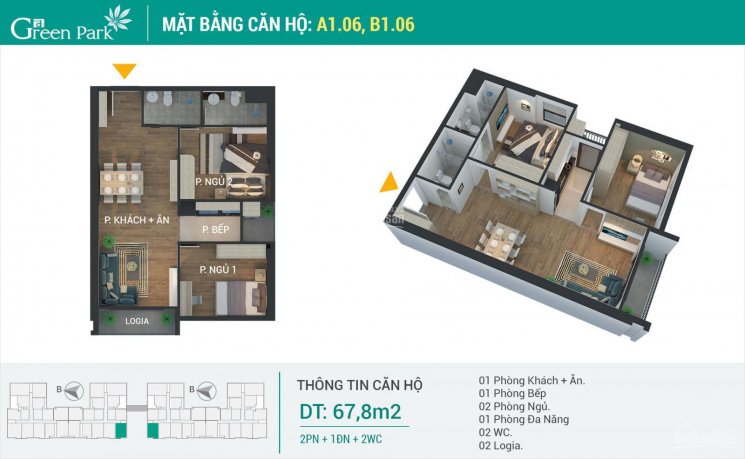 Green Park
MẶT BẰNG CĂN HỘ: A1.06, B1.06
P. NGỦ 2
P. KHÁCH + ĂN
P. BẾP
P. NGỦ 1
LOGIA
B
B
THÔNG TIN CĂN HỘ
DT: 67,8m2
2PN + 1ĐN + 2WC
01 Phòng Khách + Ăn.
01 Phòng Bếp
02 Phòng Ngủ.
01 Phòng Đa Năng
02 WC.
02 Logia.